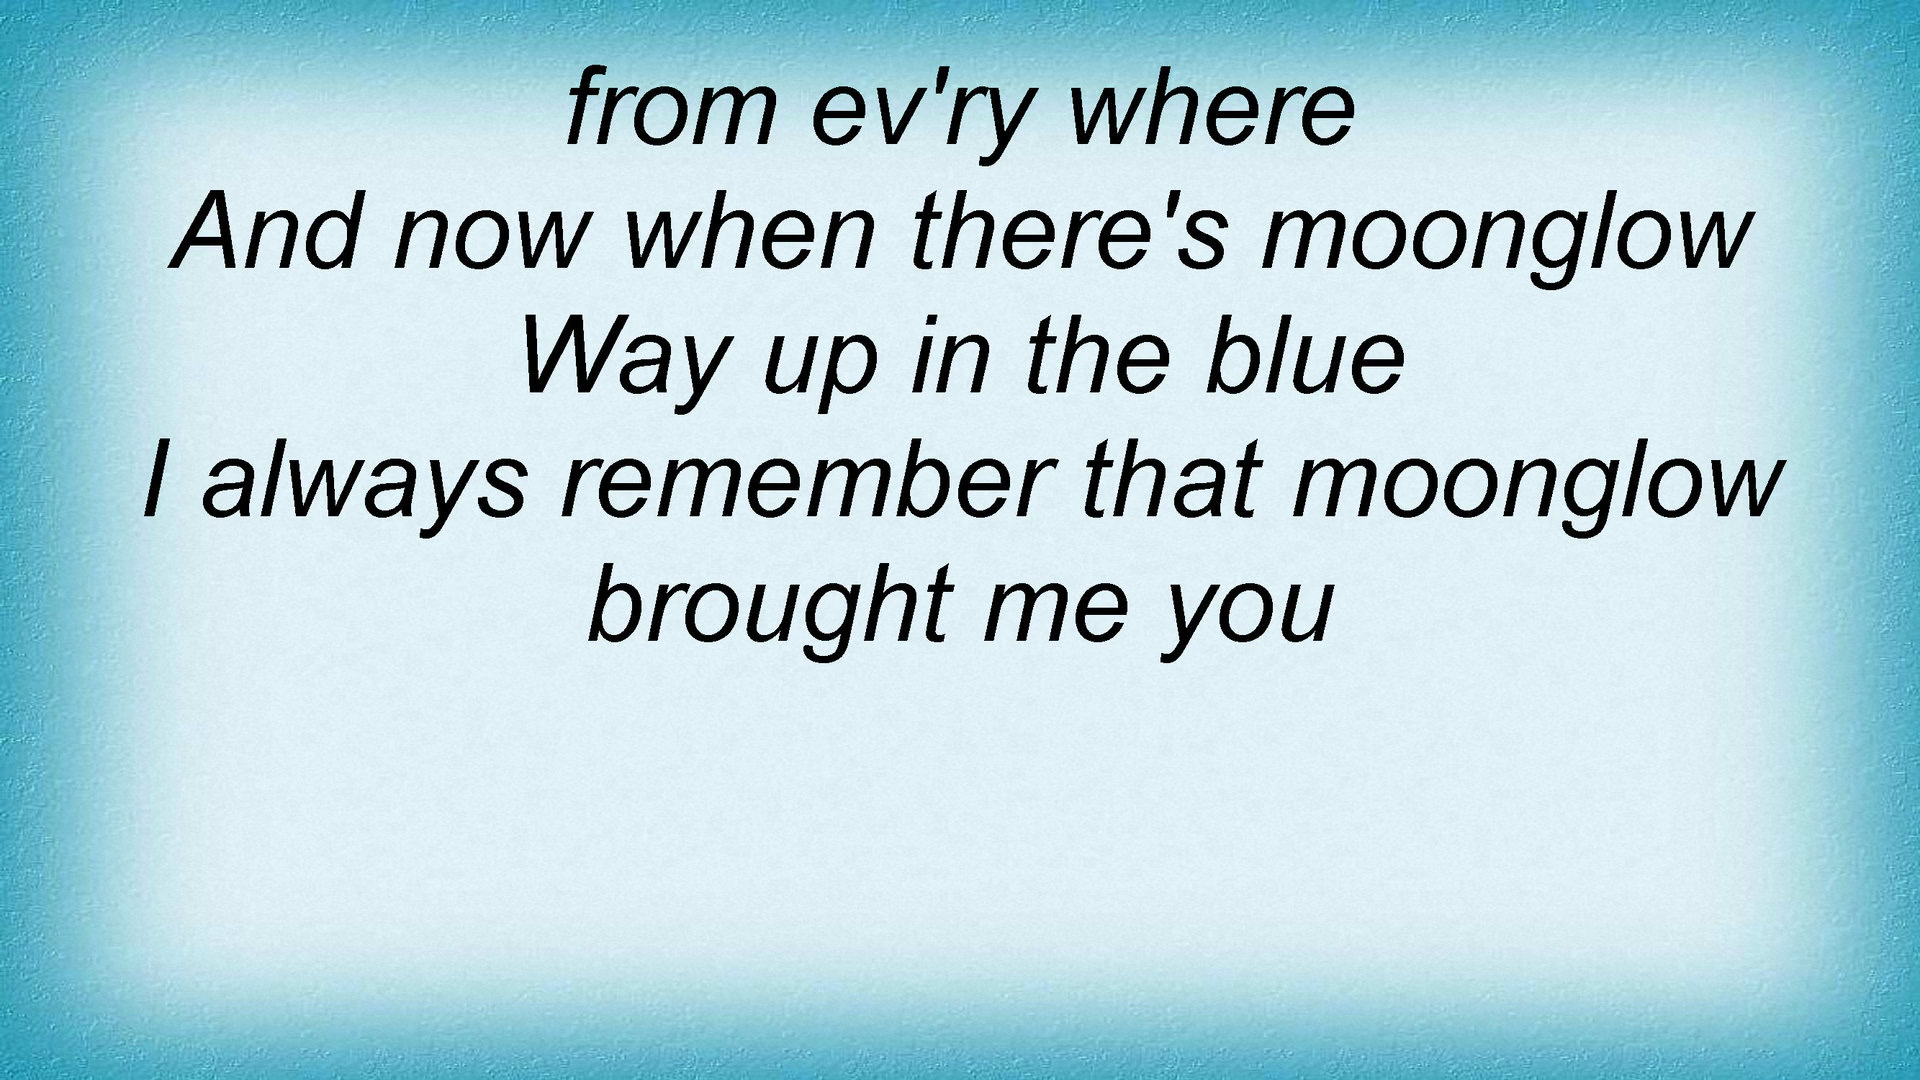 from ev'ry where
And now when there's moonglow
Way up in the blue
I always remember that moonglow
brought me you